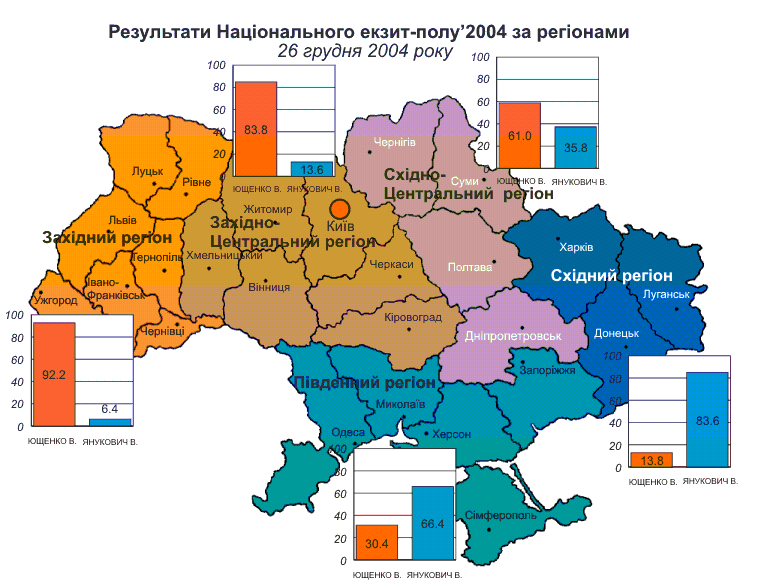 Результати Національного екзит-полу’2004 за регіонами
26 грудня 2004 року
100
80
60
40
20
83.8
13.6
ЮЩЕНКО В. ЯНУКОВИЧ В.
100
80
60
40
20
0
61.0
35.8
ЮЩЕНКО В. ЯНУКОВИЧ В.
Чернігів
Східно-
Центральний регіон
Суми
Луцьк
Рівне
Житомир
Київ
Львів
Західний регіон
Західно-
Центральний регіон
Тернопіль
Хмельницький
Вінниця
Черкаси
Полтава
Харків
Східний регіон
Луганськ
Івано-
Франківськ
Ужгород
Чернівці
Кіровоград
Дніпропетровськ
Донецьк
Запоріжжя
100
80
60
40
20
0
92.2
6.4
ЮЩЕНКО В. ЯНУКОВИЧ В.
Південний регіон
Миколаїв
Одеса
Херсон
Сімферополь
100
80
60
40
20
0
13.8
83.6
ЮЩЕНКО В. ЯНУКОВИЧ В.
100
80
60
40
20
0
30.4
66.4
ЮЩЕНКО В. ЯНУКОВИЧ В.